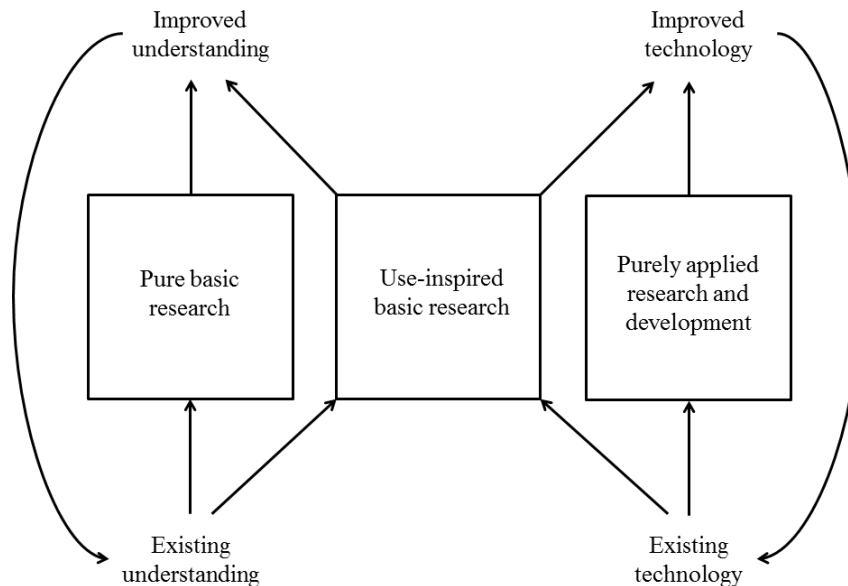 Improved
understanding
Improved
technology
Pure basic
research
Use-inspired
basic research
Purely applied
research and
development
Existing
understanding
Existing
technology